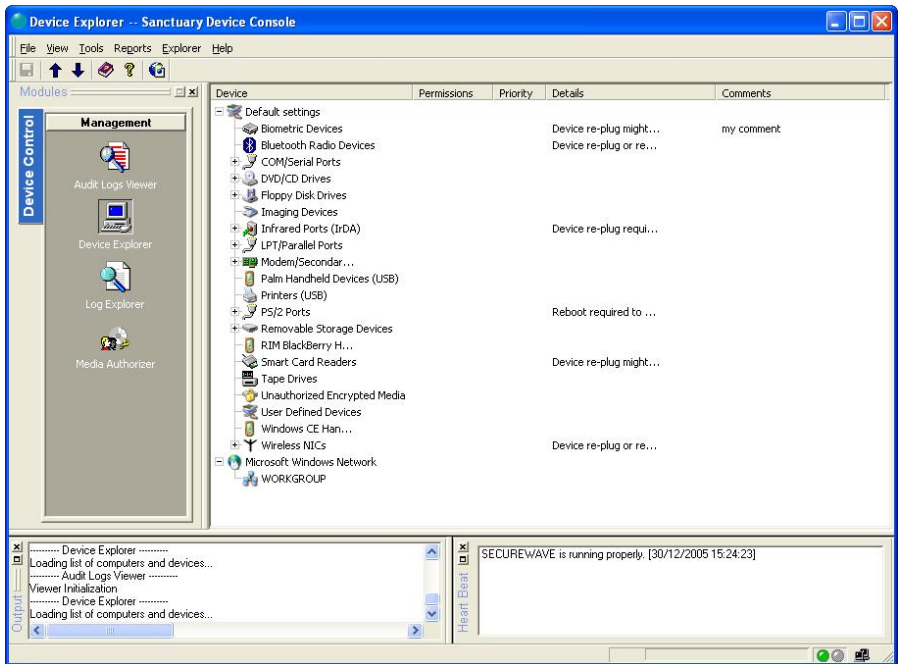 Device Explorer -- Sanctuary Device Console
File View Tools Reports Explorer Help
Modules
Device Control
Management
Audit Logs Viewer
Device Explorer
Log Explorer
Media Authorizer
Device Permissions Priority Details Comments
Default settings
Biometric Devices Device re-plug might... my comment
Bluetooth Radio Devices Device re-plug or re...
COM/Serial Ports
DVD/CD Drives
Floppy Disk Drives
Imaging Devices
Infrared Ports (IrDA) Device re-plug requi...
LPT/Parallel Ports
Modem/Secondar...
Palm Handheld Devices (USB)
Printers (USB)
PS/2 Ports Reboot required to ...
Removable Storage Devices
RIM BlackBerry H...
Smart Card Readers Device re-plug might...
Tape Drives
Unauthorized Encrypted Media
User Defined Devices
Windows CE Han...
Wireless NICs Device re-plug or re...
Microsoft Windows Network
WORKGROUP
Output
---------- Device Explorer ----------
Loading list of computers and devices...
---------- Audit Logs Viewer ----------
Viewer Initialization
---------- Device Explorer ----------
Loading list of computers and devices...
Heart Beat
SECUREWAVE is running properly. [30/12/2005 15:24:23]